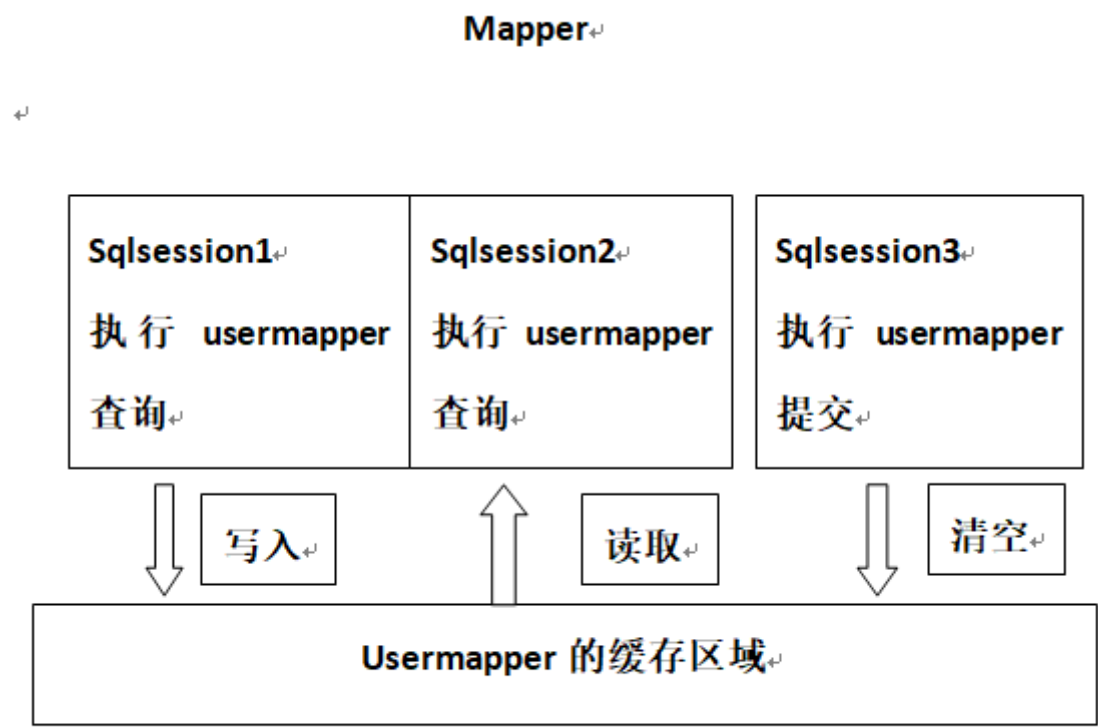 Mapper
Sqlsession1
执行 usermapper
查询
Sqlsession2
执行 usermapper
查询
Sqlsession3
执行 usermapper
提交
写入
读取
清空
Usermapper 的缓存区域